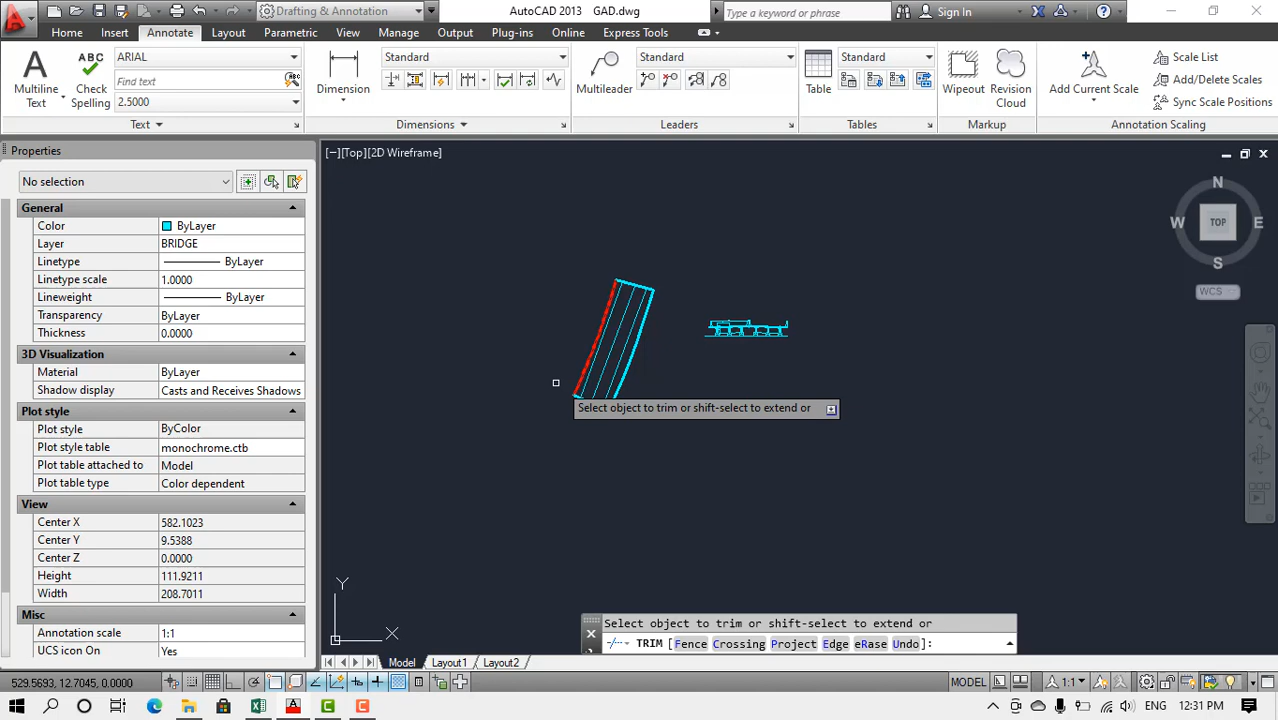 Drafting & Annotation
AutoCAD 2013 GAD.dwg
Type a keyword or phrase
Sign In
Home Insert Annotate Layout Parametric View Manage Output Plug-ins Online Express Tools
Multiline Text
ABC
Check Spelling
ARIAL
Find text
2.5000
Dimension
Standard
Multileader
Standard
Table
Standard
Wipeout
Revision Cloud
Add Current Scale
Scale List
Add/Delete Scales
Sync Scale Positions
Text Dimensions Leaders Tables Markup Annotation Scaling
Properties
No selection
General
Color ByLayer
Layer BRIDGE
Linetype ByLayer
Linetype scale 1.0000
Lineweight ByLayer
Transparency ByLayer
Thickness 0.0000
3D Visualization
Material ByLayer
Shadow display Casts and Receives Shadows
Plot style
Plot style ByColor
Plot style table monochrome.ctb
Plot table attached to Model
Plot table type Color dependent
View
Center X 582.1023
Center Y 9.5388
Center Z 0.0000
Height 111.9211
Width 208.7011
Misc
Annotation scale 1:1
UCS icon On Yes
[−][Top][2D Wireframe]
N
W TOP E
S
WCS
Select object to trim or shift-select to extend or
Y
X
Select object to trim or shift-select to extend or
TRIM [Fence Crossing Project Edge eRase Undo]:
Model Layout1 Layout2
529.5693, 12.7045, 0.0000
MODEL
1:1
ENG 12:31 PM